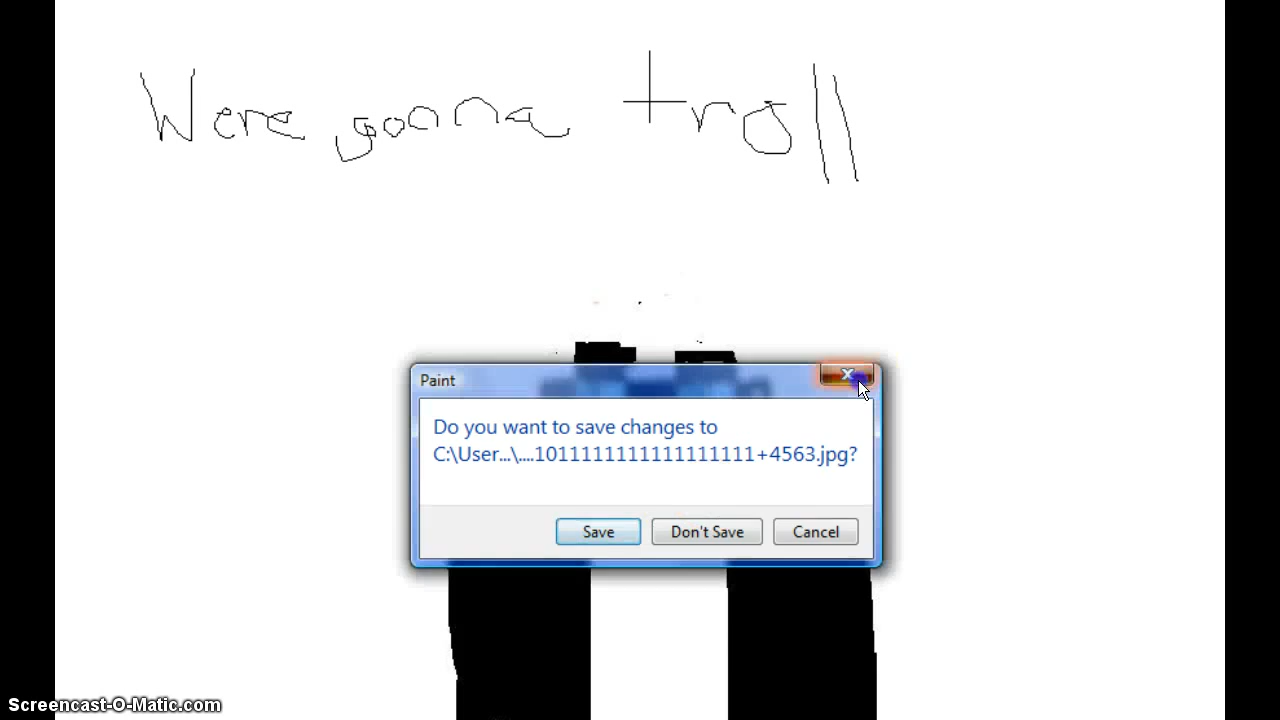 Were gonna troll
Paint
X
Do you want to save changes to
C:\User...\....1011111111111111111+4563.jpg?
Save Don't Save Cancel
Screencast-O-Matic.com